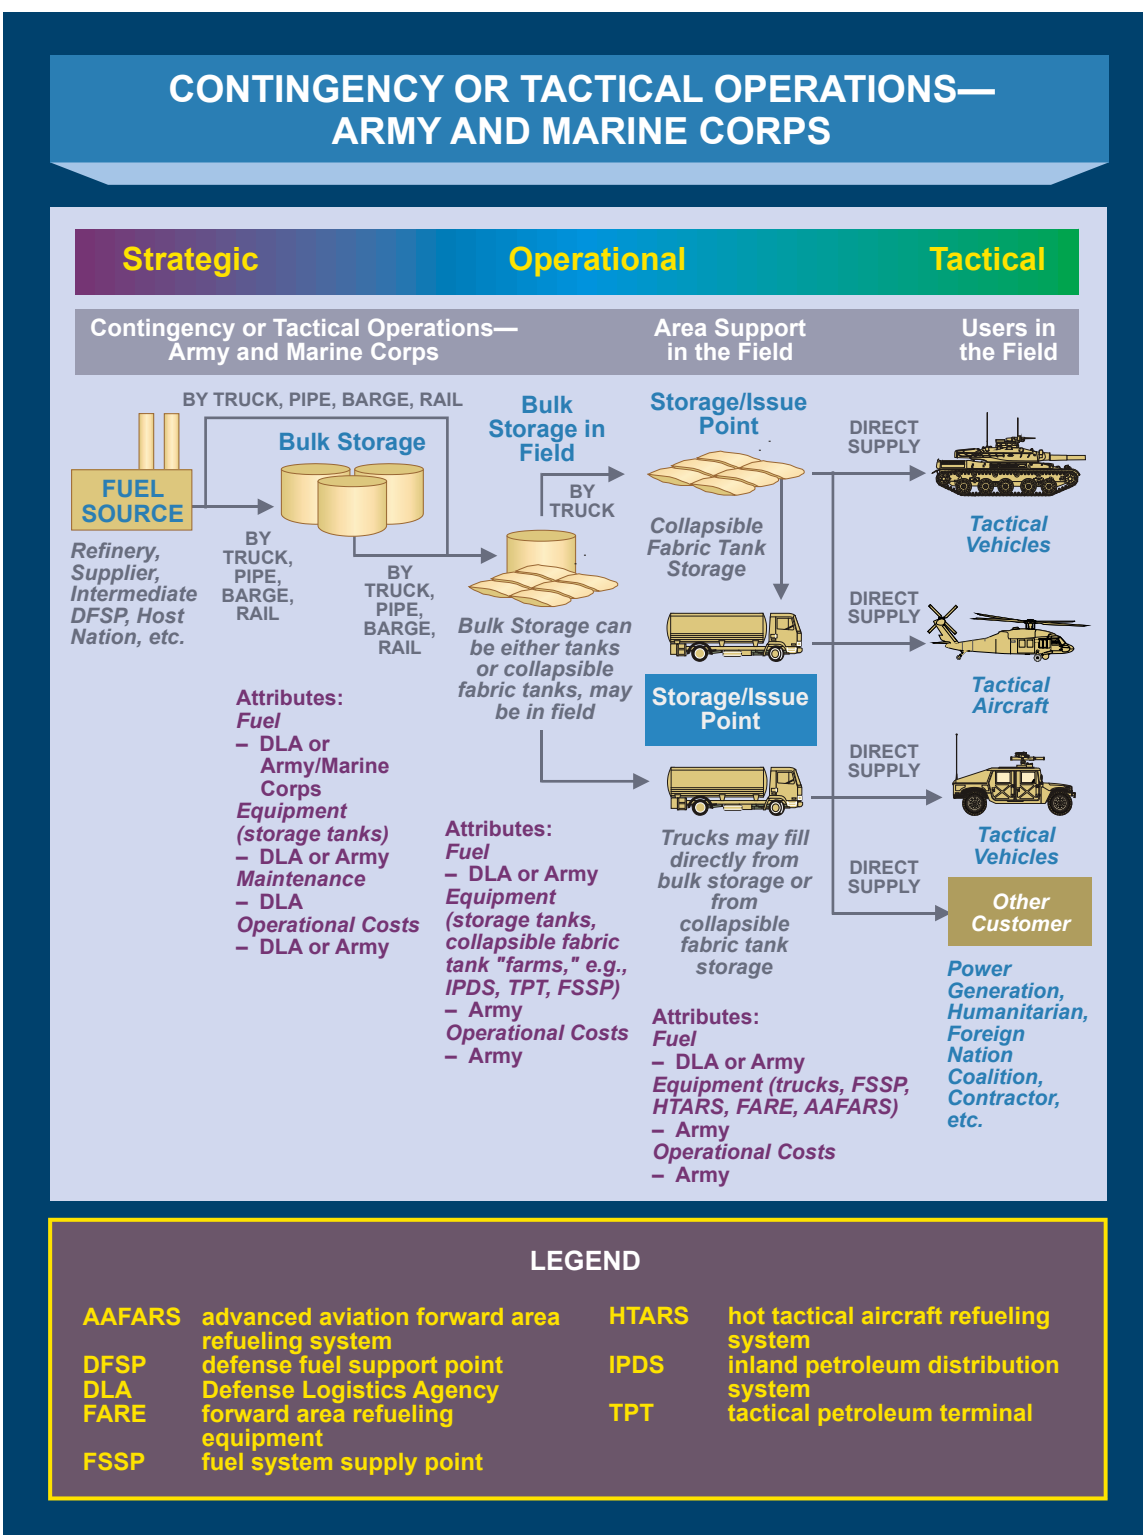 CONTINGENCY OR TACTICAL OPERATIONS—
ARMY AND MARINE CORPS
Strategic
Operational
Tactical
Contingency or Tactical Operations—
Army and Marine Corps
Area Support
in the Field
Users in
the Field
BY TRUCK, PIPE, BARGE, RAIL
FUEL
SOURCE
Refinery,
Supplier,
Intermediate
DFSP, Host
Nation, etc.
Bulk Storage
BY
TRUCK,
PIPE,
BARGE,
RAIL
BY
TRUCK,
PIPE,
BARGE,
RAIL
Bulk
Storage in
Field
BY
TRUCK
Bulk Storage can
be either tanks
or collapsible
fabric tanks, may
be in field
Storage/Issue
Point
Collapsible
Fabric Tank
Storage
Storage/Issue
Point
Trucks may fill
directly from
bulk storage or
from
collapsible
fabric tank
storage
DIRECT
SUPPLY
Tactical
Vehicles
DIRECT
SUPPLY
Tactical
Aircraft
DIRECT
SUPPLY
Tactical
Vehicles
DIRECT
SUPPLY
Other
Customer
Power
Generation,
Humanitarian,
Foreign
Nation
Coalition,
Contractor,
etc.
Attributes:
Fuel
– DLA or
Army/Marine
Corps
Equipment
(storage tanks)
– DLA or Army
Maintenance
– DLA
Operational Costs
– DLA or Army
Attributes:
Fuel
– DLA or Army
Equipment
(storage tanks,
collapsible fabric
tank "farms," e.g.,
IPDS, TPT, FSSP)
– Army
Operational Costs
– Army
Attributes:
Fuel
– DLA or Army
Equipment (trucks, FSSP,
HTARS, FARE, AAFARS)
– Army
Operational Costs
– Army
LEGEND
AAFARS advanced aviation forward area
refueling system
DFSP defense fuel support point
DLA Defense Logistics Agency
FARE forward area refueling
equipment
FSSP fuel system supply point
HTARS hot tactical aircraft refueling
system
IPDS inland petroleum distribution
system
TPT tactical petroleum terminal